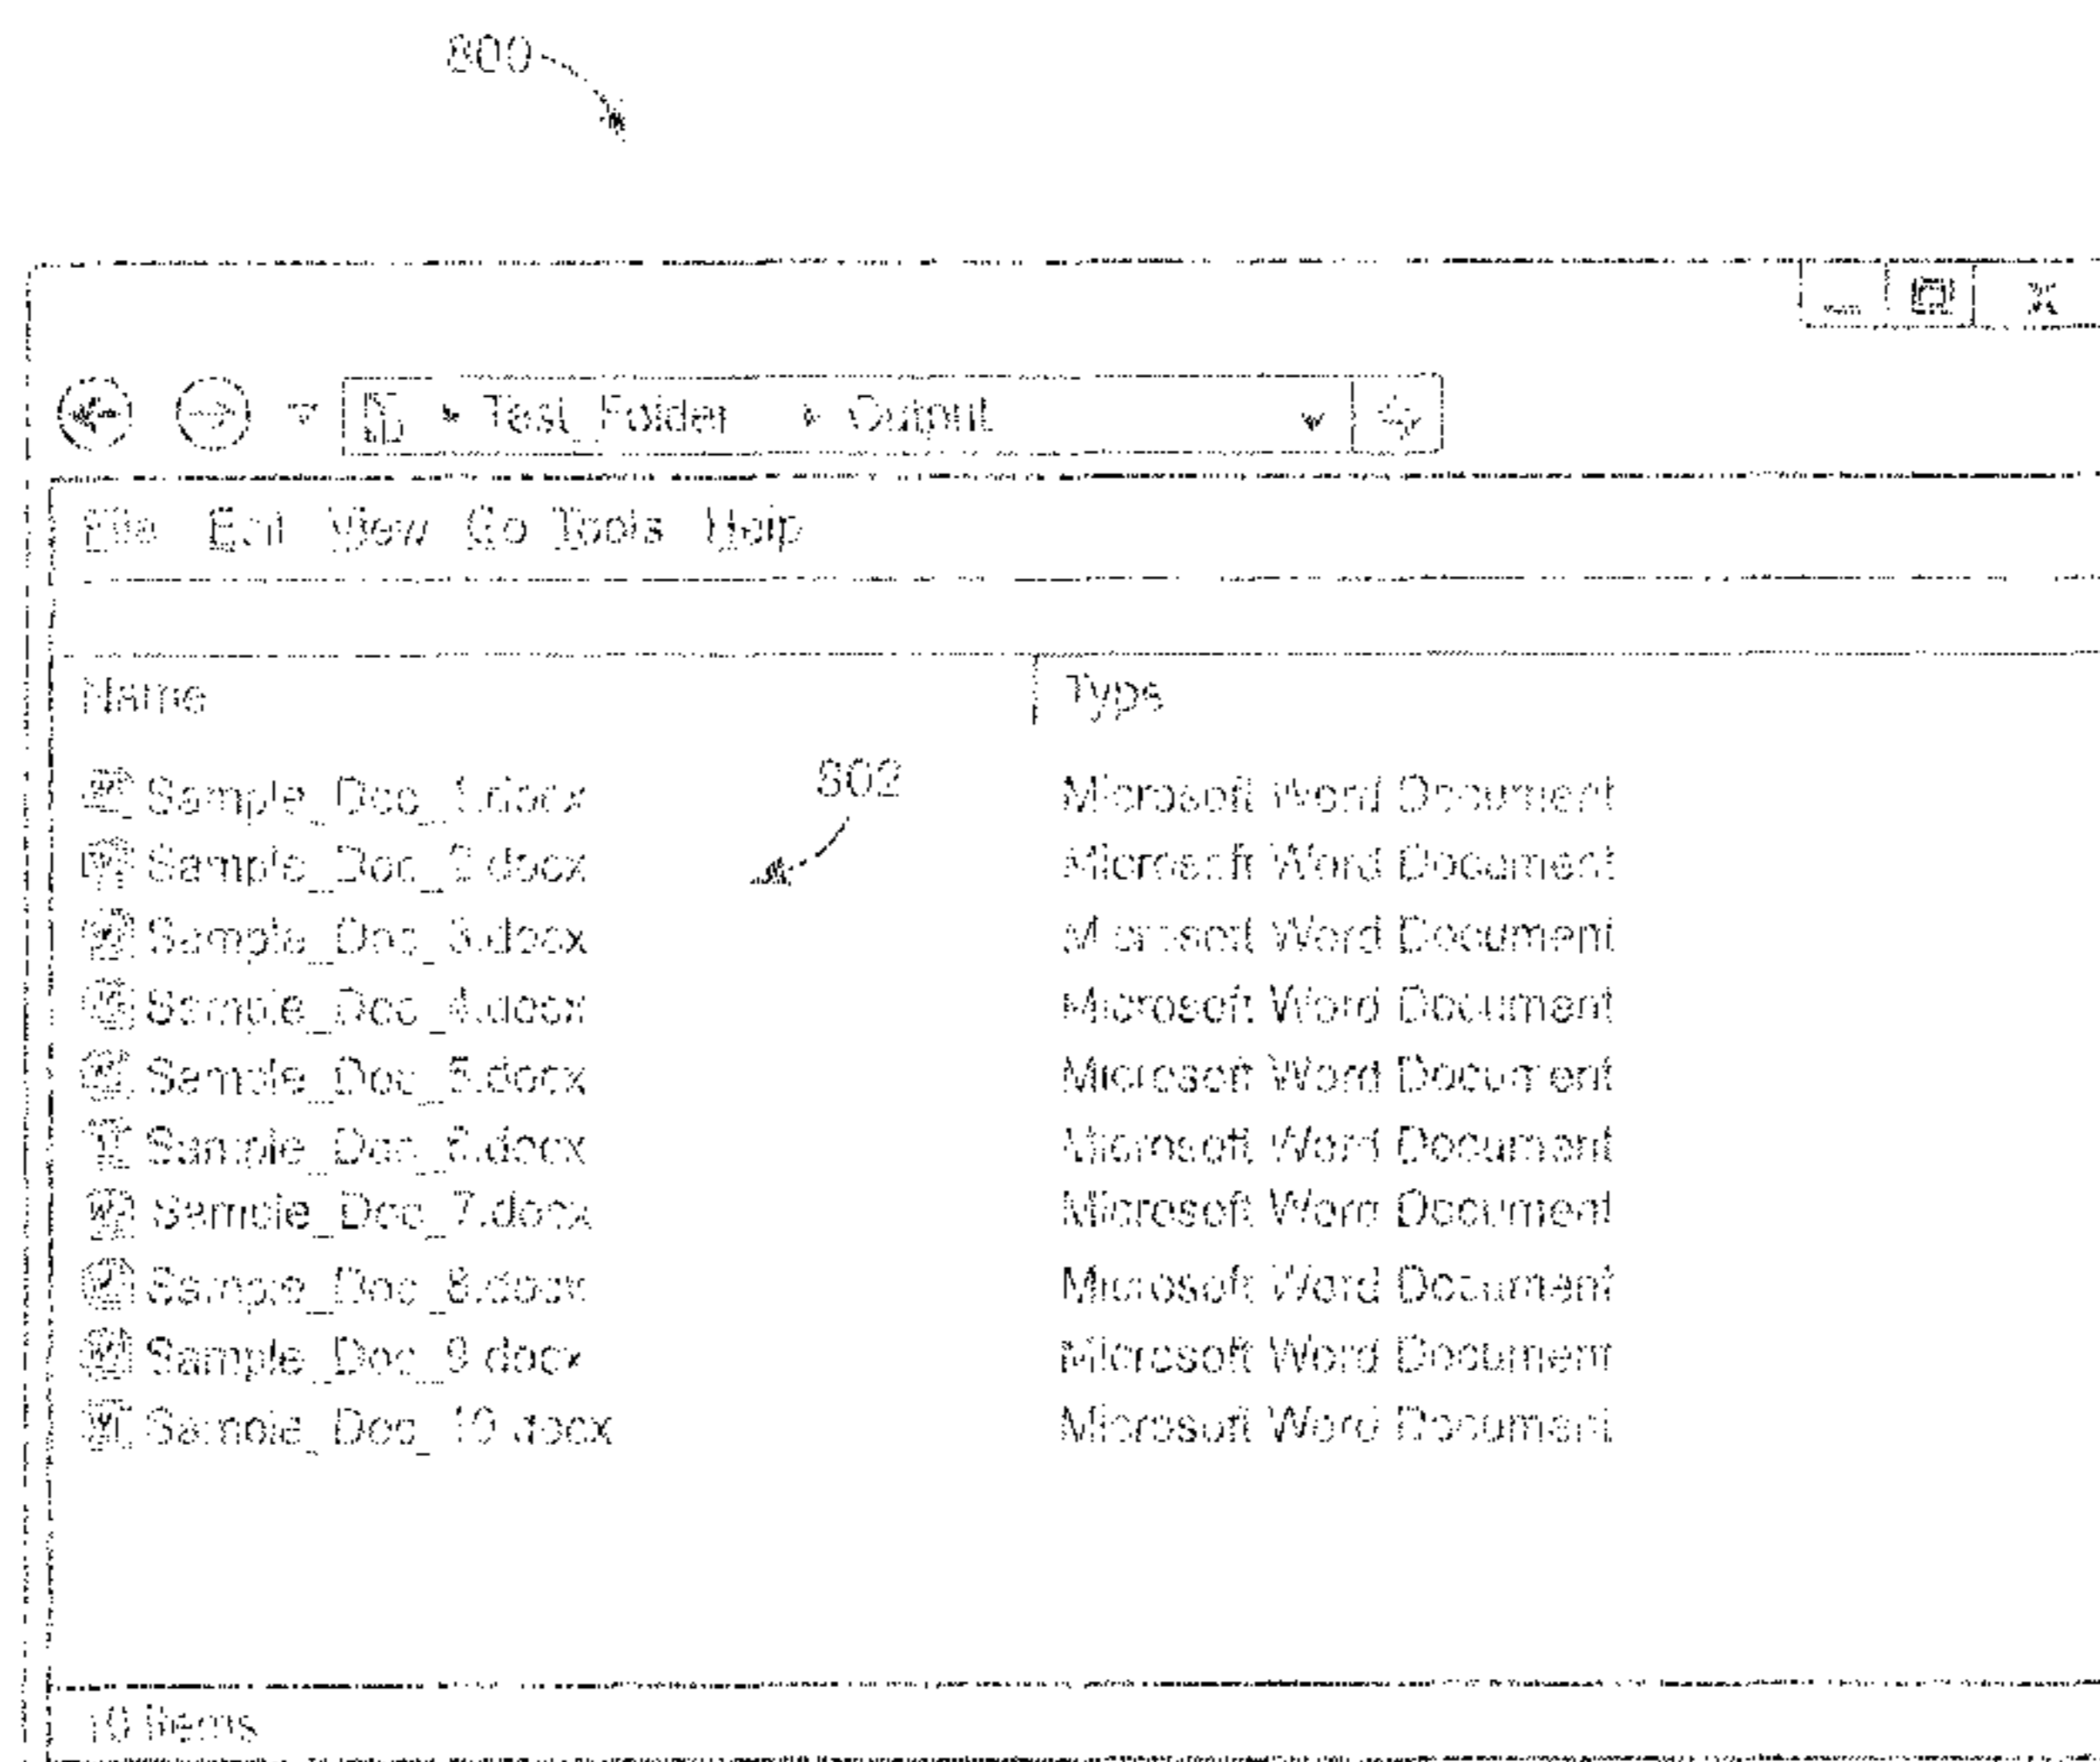 800
Test_Folder Output
File Edit View Go Tools Help
Name Type
Sample_Doc_1.docx Microsoft Word Document
802
Sample_Doc_2.docx Microsoft Word Document
Sample_Doc_3.docx Microsoft Word Document
Sample_Doc_4.docx Microsoft Word Document
Sample_Doc_5.docx Microsoft Word Document
Sample_Doc_6.docx Microsoft Word Document
Sample_Doc_7.docx Microsoft Word Document
Sample_Doc_8.docx Microsoft Word Document
Sample_Doc_9.docx Microsoft Word Document
Sample_Doc_10.docx Microsoft Word Document
10 items